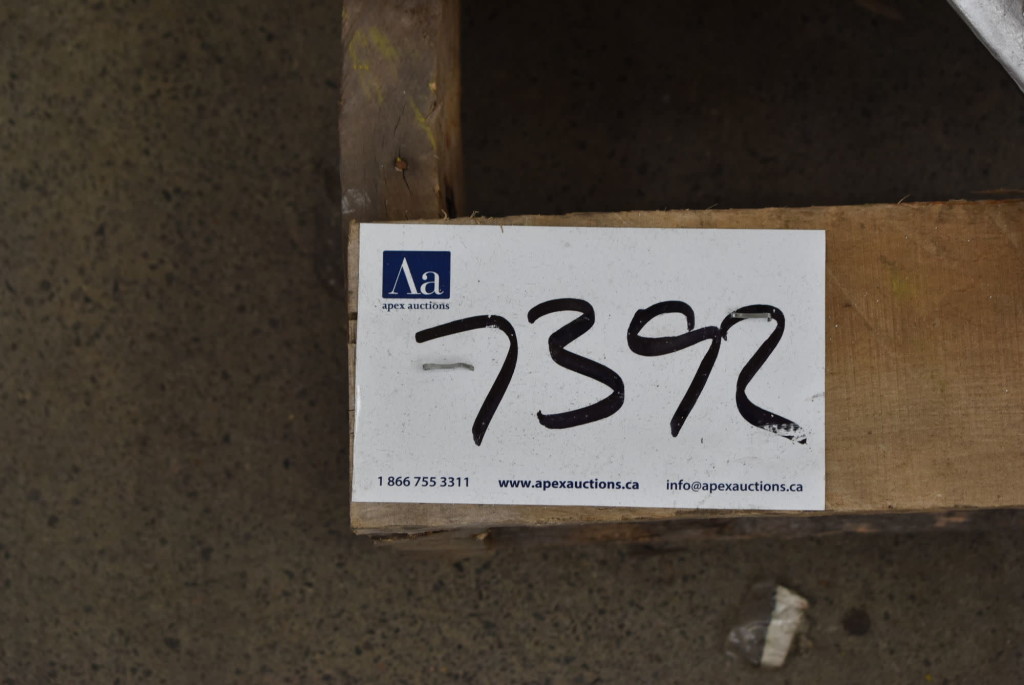 Aa
apex auctions
7392
1 866 755 3311 www.apexauctions.ca info@apexauctions.ca